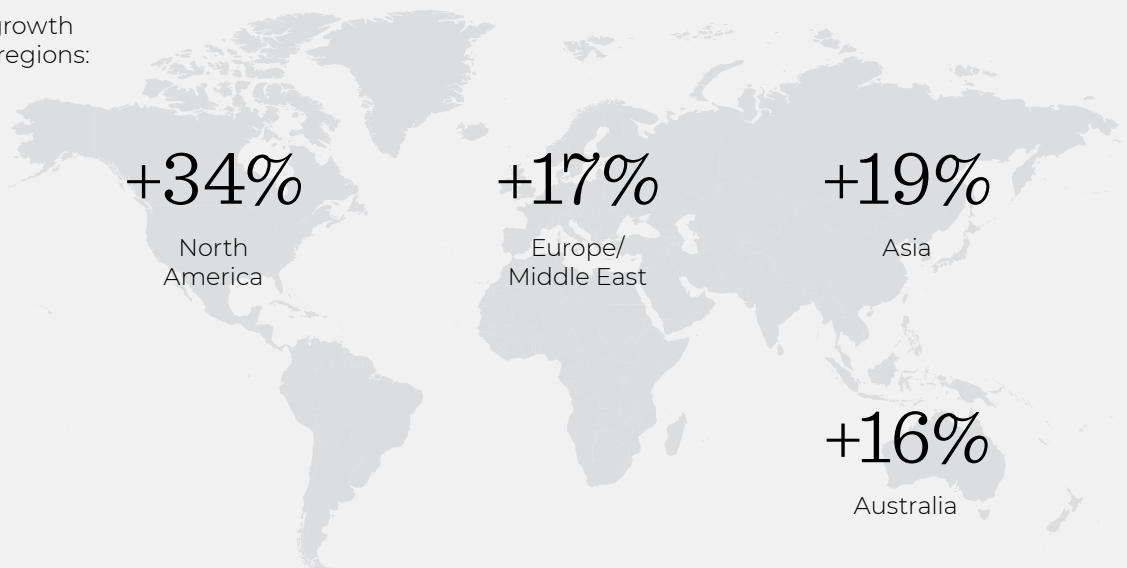 growth
regions:
+34%
North
America
+17%
Europe/
Middle East
+19%
Asia
+16%
Australia